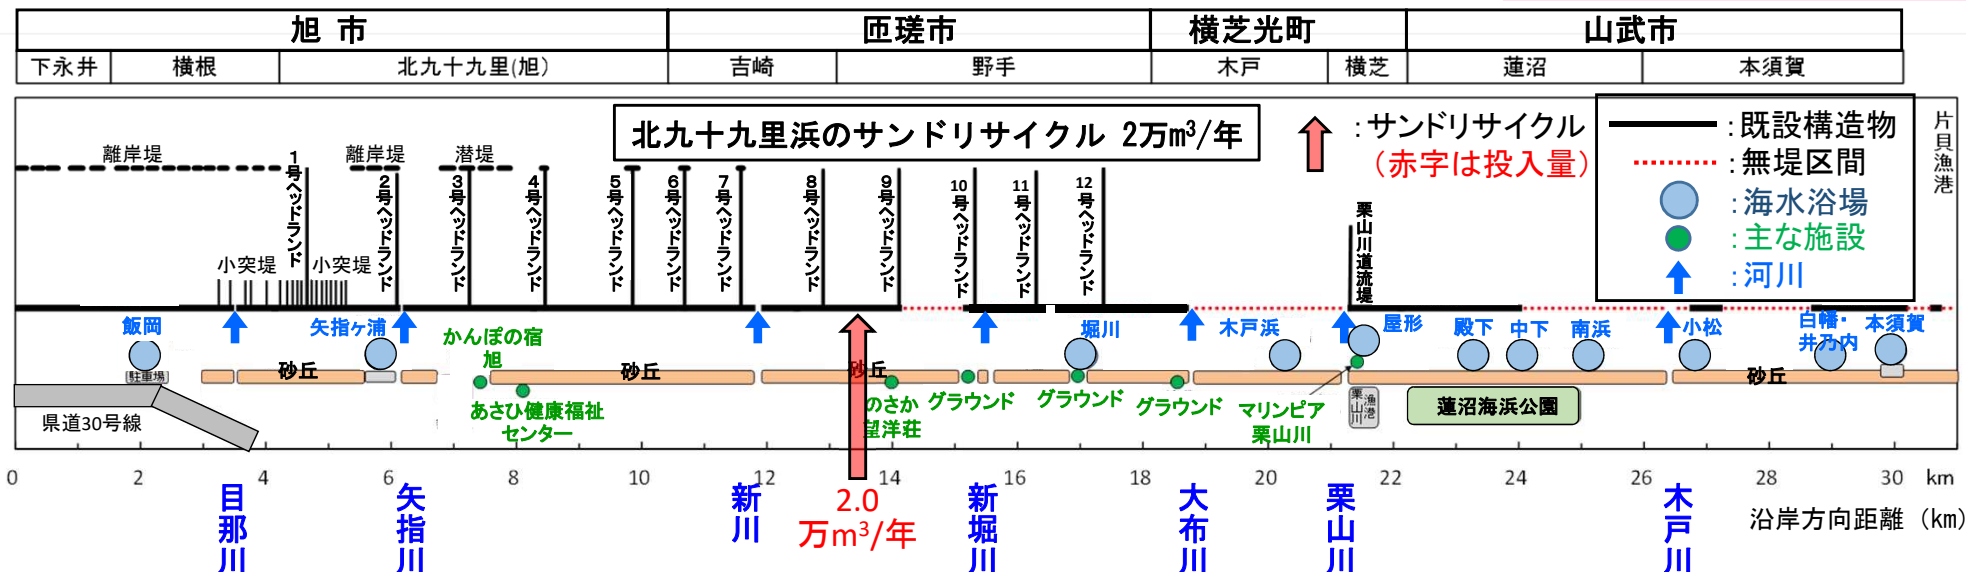 旭 市
匝瑳市
横芝光町
山武市
下永井
横根
北九十九里(旭)
吉崎
野手
木戸
横芝
蓮沼
本須賀
北九十九里浜のサンドリサイクル 2万m³/年
：サンドリサイクル
（赤字は投入量）
：既設構造物
：無堤区間
：海水浴場
：主な施設
：河川
片貝漁港
離岸堤
離岸堤
潜堤
小突堤
小突堤
1号ヘッドランド
2号ヘッドランド
3号ヘッドランド
4号ヘッドランド
5号ヘッドランド
6号ヘッドランド
7号ヘッドランド
8号ヘッドランド
9号ヘッドランド
10号ヘッドランド
11号ヘッドランド
12号ヘッドランド
栗山川導流堤
飯岡
矢指ヶ浦
堀川
木戸浜
屋形
殿下
中下
南浜
小松
白幡・
井乃内
本須賀
駐車場
砂丘
砂丘
砂丘
砂丘
かんぽの宿
旭
あさひ健康福祉
センター
のさか
望洋荘
グラウンド
グラウンド
グラウンド
マリンピア
栗山川
栗山川
漁港
蓮沼海浜公園
県道30号線
0 2 4 6 8 10 12 14 16 18 20 22 24 26 28 30 km
目那川
矢指川
新川
2.0
万m³/年
新堀川
大布川
栗山川
木戸川
沿岸方向距離（km）